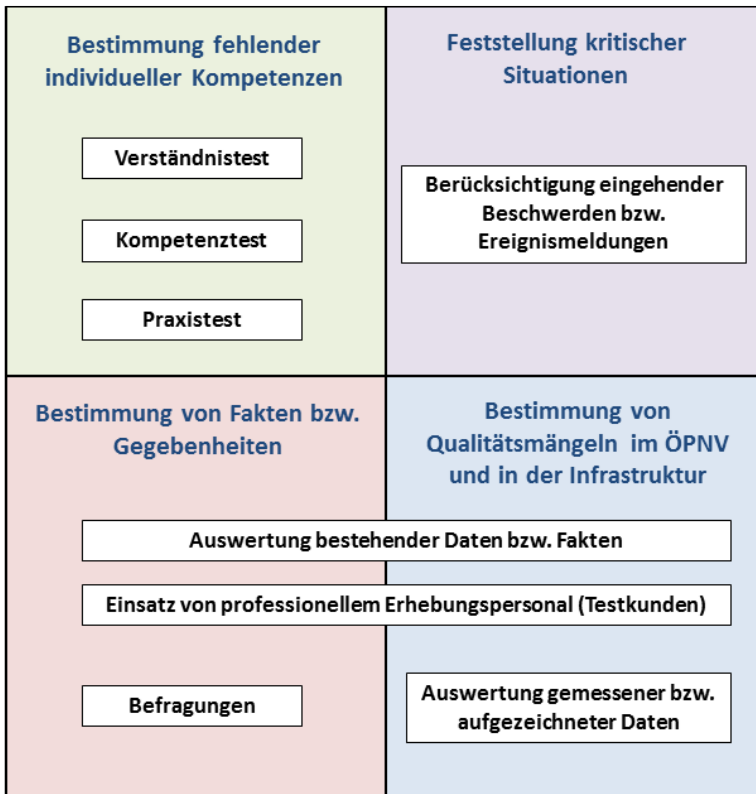 Bestimmung fehlender
individueller Kompetenzen
Verständnistest
Kompetenztest
Praxistest
Feststellung kritischer
Situationen
Berücksichtigung eingehender
Beschwerden bzw.
Ereignismeldungen
Bestimmung von Fakten bzw.
Gegebenheiten
Bestimmung von
Qualitätsmängeln im ÖPNV
und in der Infrastruktur
Auswertung bestehender Daten bzw. Fakten
Einsatz von professionellem Erhebungspersonal (Testkunden)
Befragungen
Auswertung gemessener bzw.
aufgezeichneter Daten